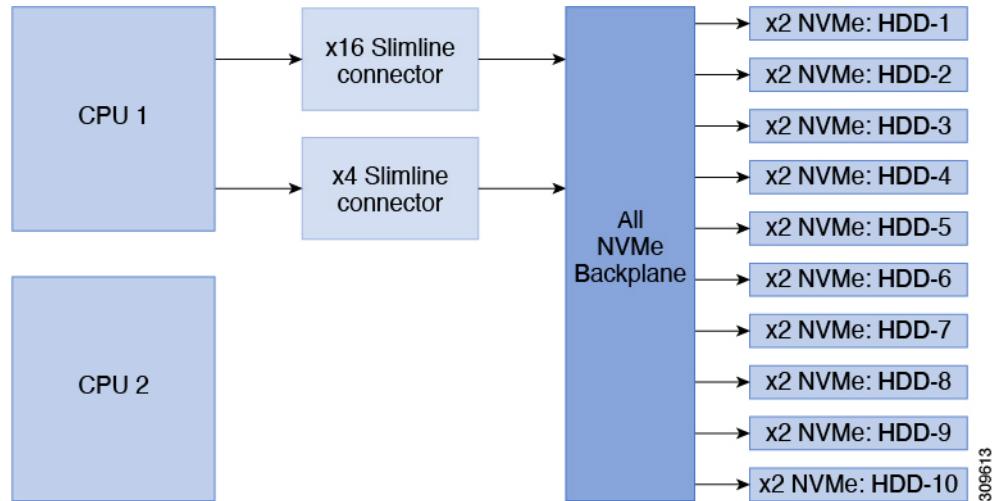 CPU 1
x16 Slimline
connector
x4 Slimline
connector
CPU 2
All
NVMe
Backplane
x2 NVMe: HDD-1
x2 NVMe: HDD-2
x2 NVMe: HDD-3
x2 NVMe: HDD-4
x2 NVMe: HDD-5
x2 NVMe: HDD-6
x2 NVMe: HDD-7
x2 NVMe: HDD-8
x2 NVMe: HDD-9
x2 NVMe: HDD-10
309613